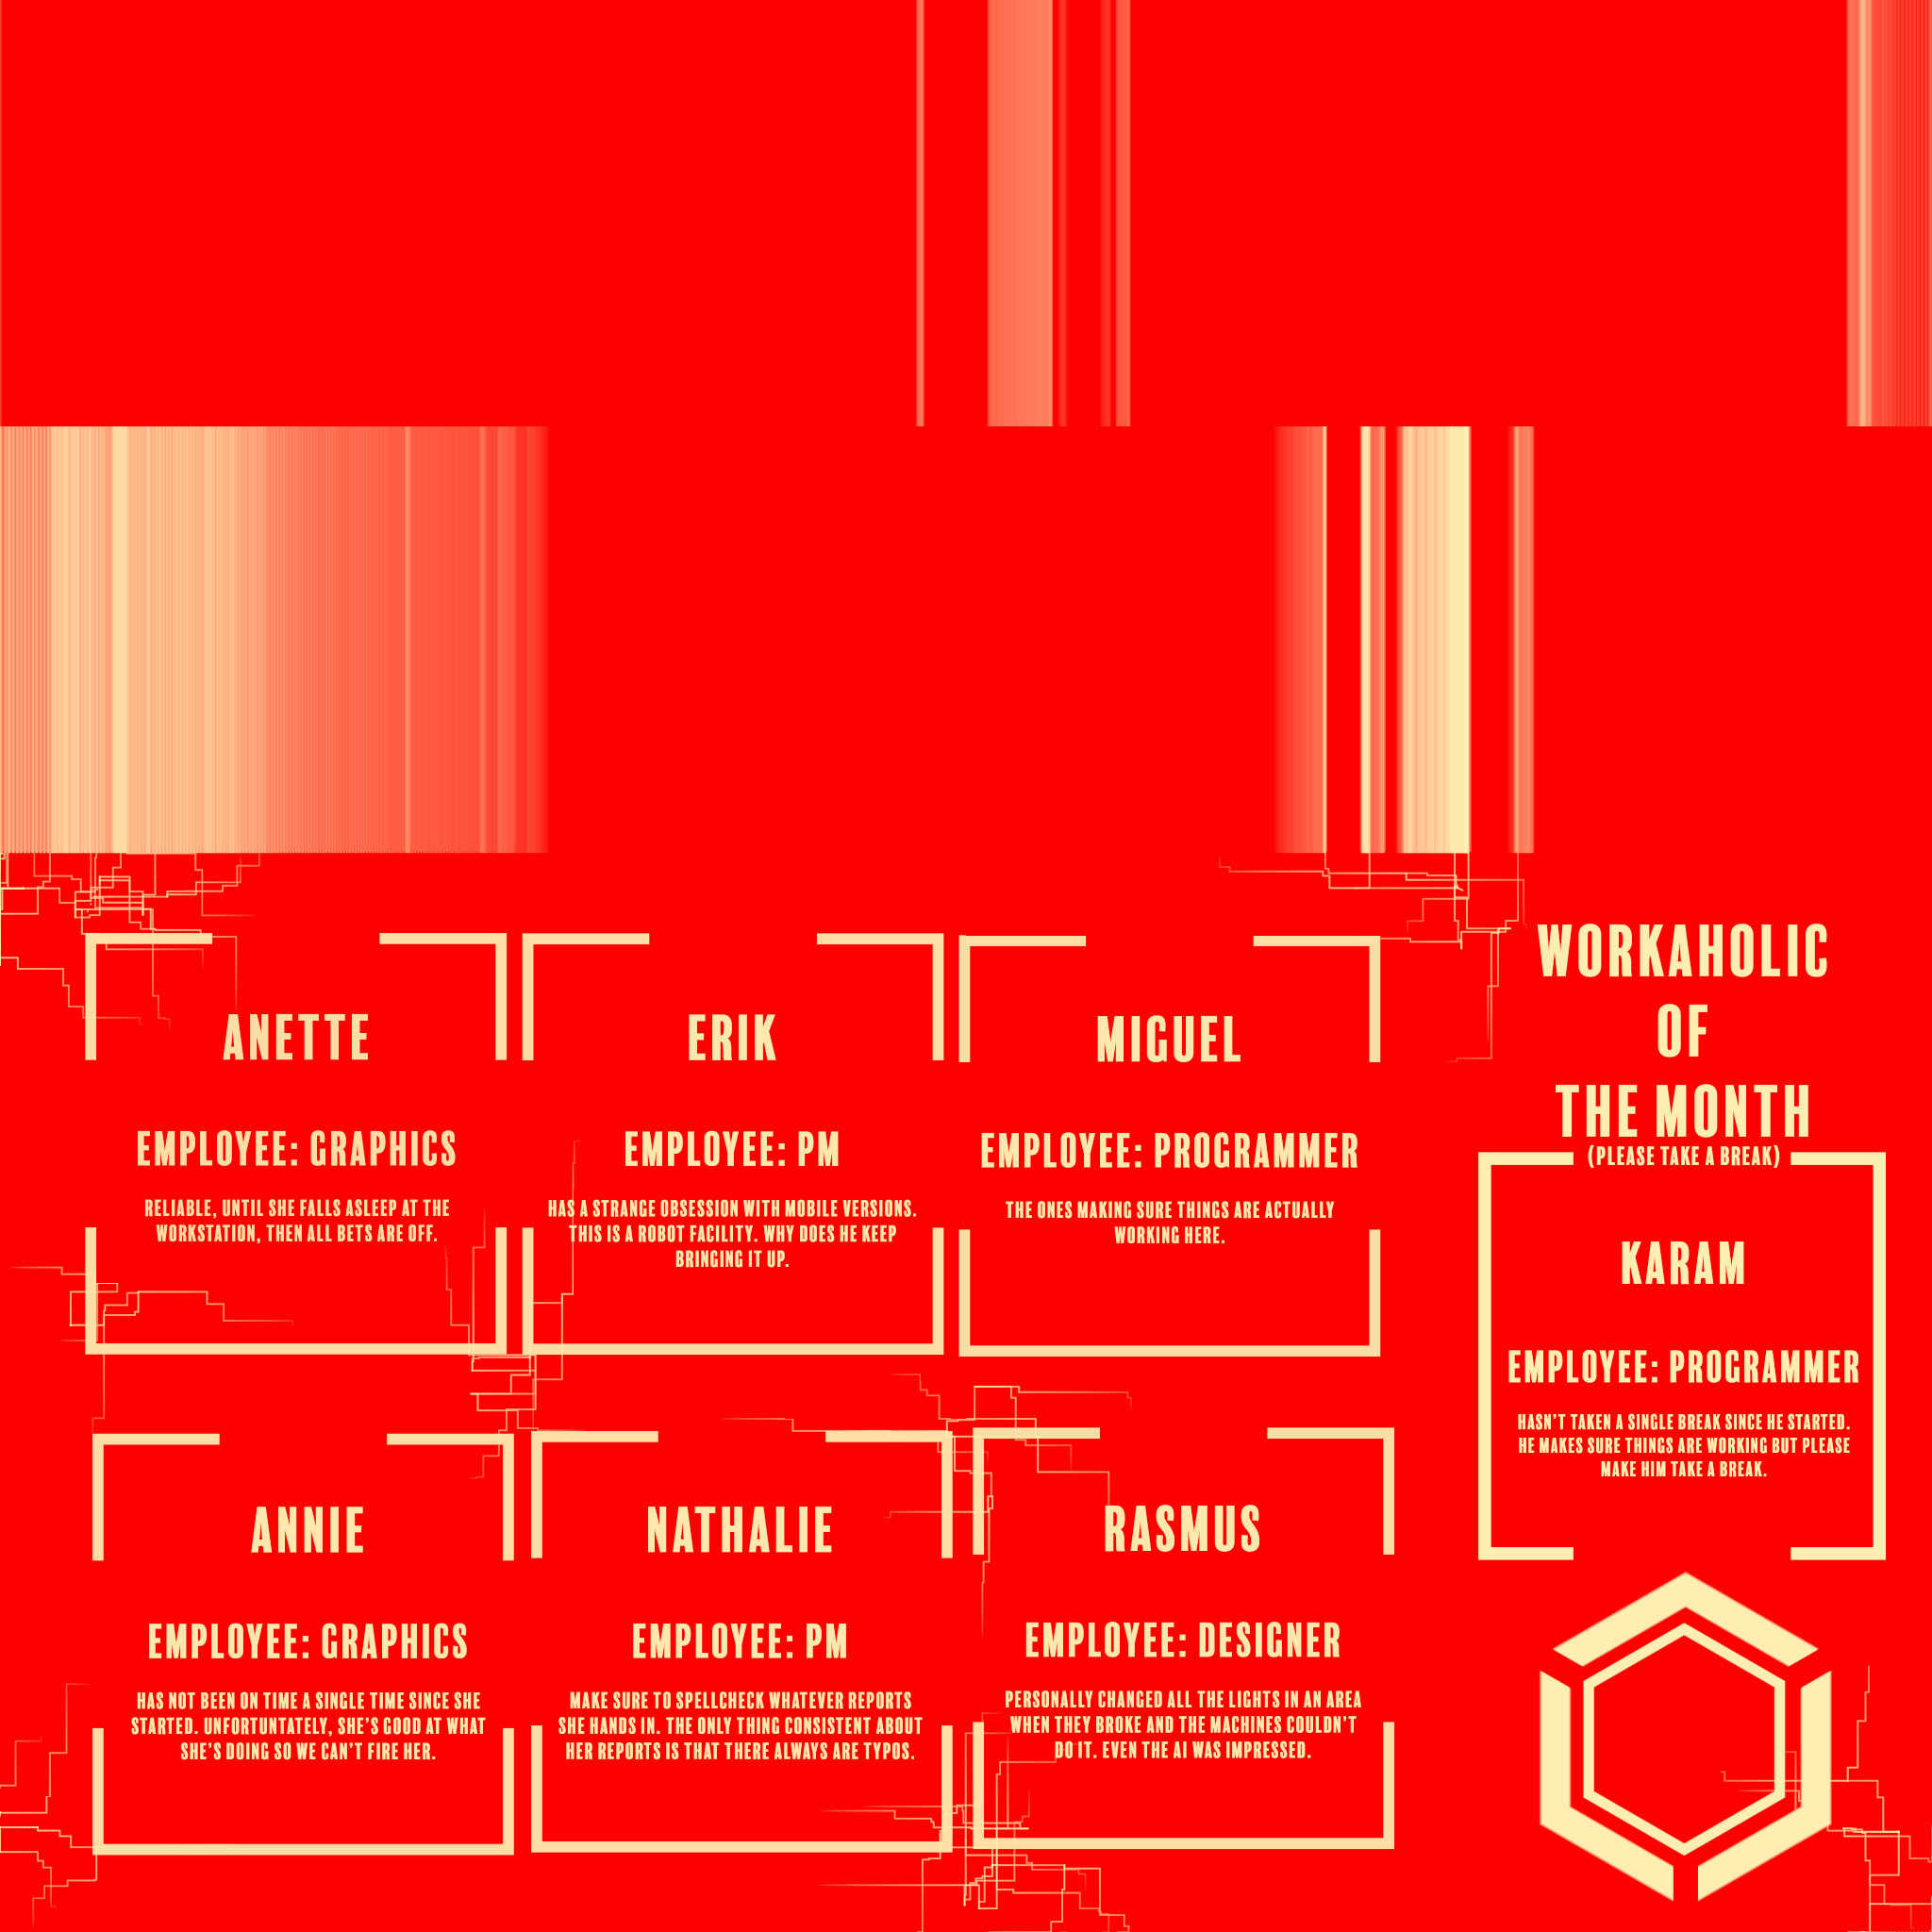 ANETTE
EMPLOYEE: GRAPHICS
RELIABLE, UNTIL SHE FALLS ASLEEP AT THE
WORKSTATION, THEN ALL BETS ARE OFF.
ERIK
EMPLOYEE: PM
HAS A STRANGE OBSESSION WITH MOBILE VERSIONS.
THIS IS A ROBOT FACILITY. WHY DOES HE KEEP
BRINGING IT UP.
MIGUEL
EMPLOYEE: PROGRAMMER
THE ONES MAKING SURE THINGS ARE ACTUALLY
WORKING HERE.
WORKAHOLIC
OF
THE MONTH
(PLEASE TAKE A BREAK)
KARAM
EMPLOYEE: PROGRAMMER
HASN'T TAKEN A SINGLE BREAK SINCE HE STARTED.
HE MAKES SURE THINGS ARE WORKING BUT PLEASE
MAKE HIM TAKE A BREAK.
ANNIE
EMPLOYEE: GRAPHICS
HAS NOT BEEN ON TIME A SINGLE TIME SINCE SHE
STARTED. UNFORTUNTATELY, SHE'S GOOD AT WHAT
SHE'S DOING SO WE CAN'T FIRE HER.
NATHALIE
EMPLOYEE: PM
MAKE SURE TO SPELLCHECK WHATEVER REPORTS
SHE HANDS IN. THE ONLY THING CONSISTENT ABOUT
HER REPORTS IS THAT THERE ALWAYS ARE TYPOS.
RASMUS
EMPLOYEE: DESIGNER
PERSONALLY CHANGED ALL THE LIGHTS IN AN AREA
WHEN THEY BROKE AND THE MACHINES COULDN'T
DO IT. EVEN THE AI WAS IMPRESSED.